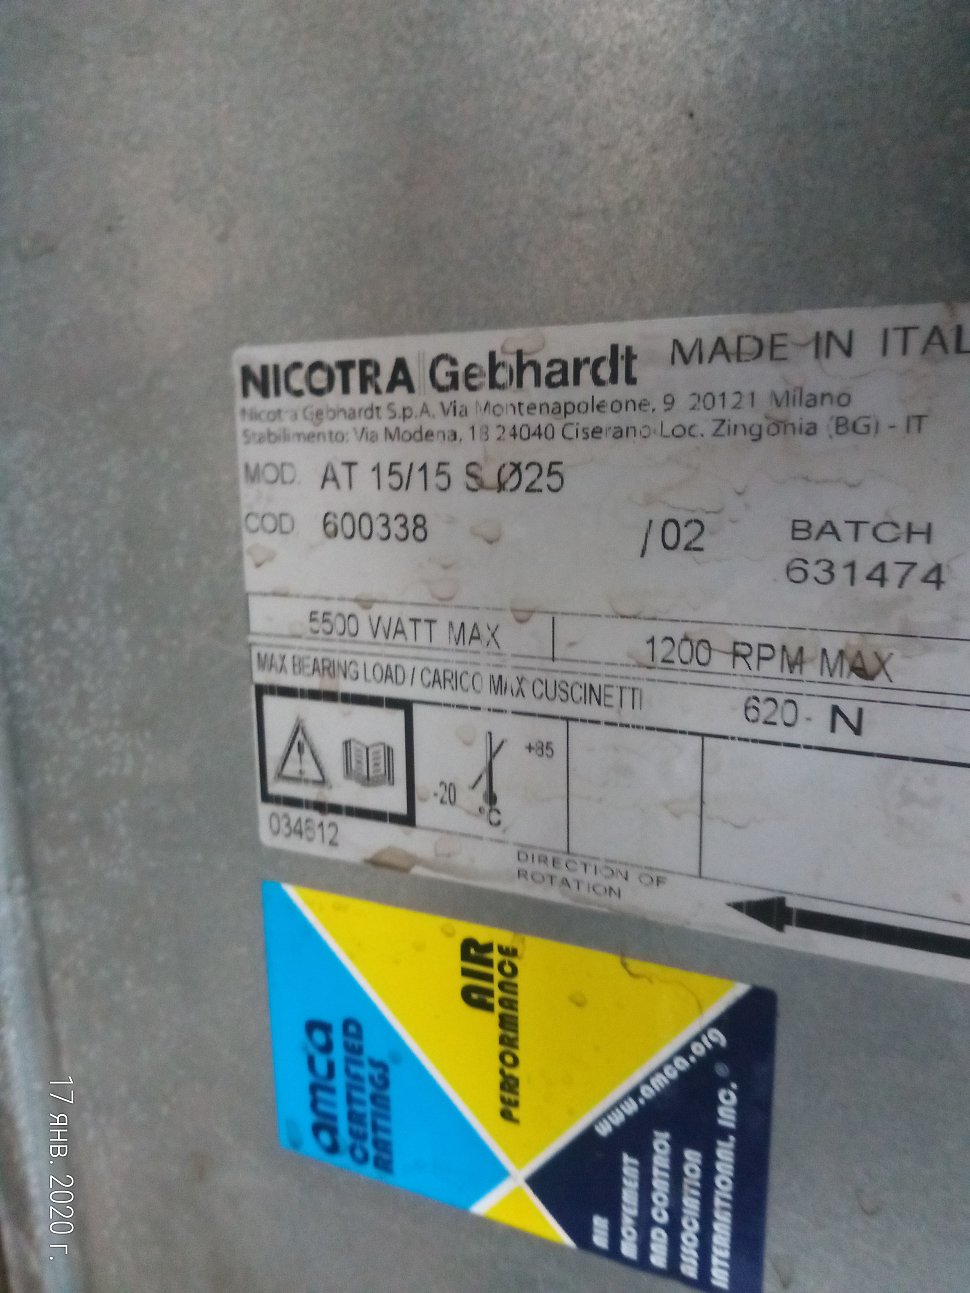 NICOTRA Gebhardt MADE IN ITAL
Nicotra Gebhardt S.p.A. Via Montenapoleone, 9 20121 Milano
Stabilimento: Via Modena, 18 24040 Ciserano Loc. Zingonia (BG) - IT
MOD. AT 15/15 S Ø25
COD 600338 /02 BATCH
631474
5500 WATT MAX 1200 RPM MAX
MAX BEARING LOAD / CARICO MAX CUSCINETTI 620 - N
+85
-20
°C
034612
DIRECTION OF
ROTATION
amca
CERTIFIED
RATINGS
AIR
PERFORMANCE
www.amca.org
AIR
MOVEMENT
AND CONTROL
ASSOCIATION
INTERNATIONAL, INC.®
17 янв. 2020 г.